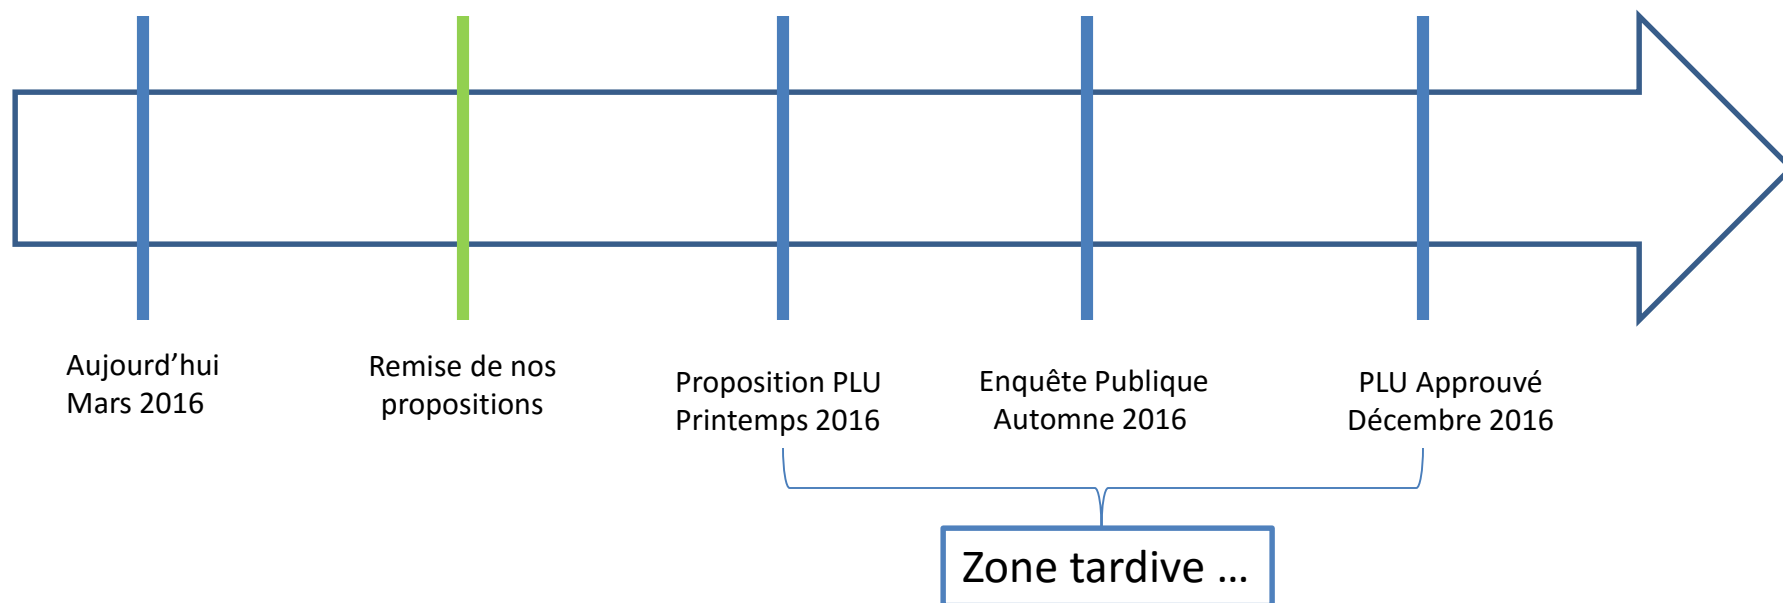 Aujourd’hui
Mars 2016
Remise de nos
propositions
Proposition PLU
Printemps 2016
Enquête Publique
Automne 2016
PLU Approuvé
Décembre 2016
Zone tardive …